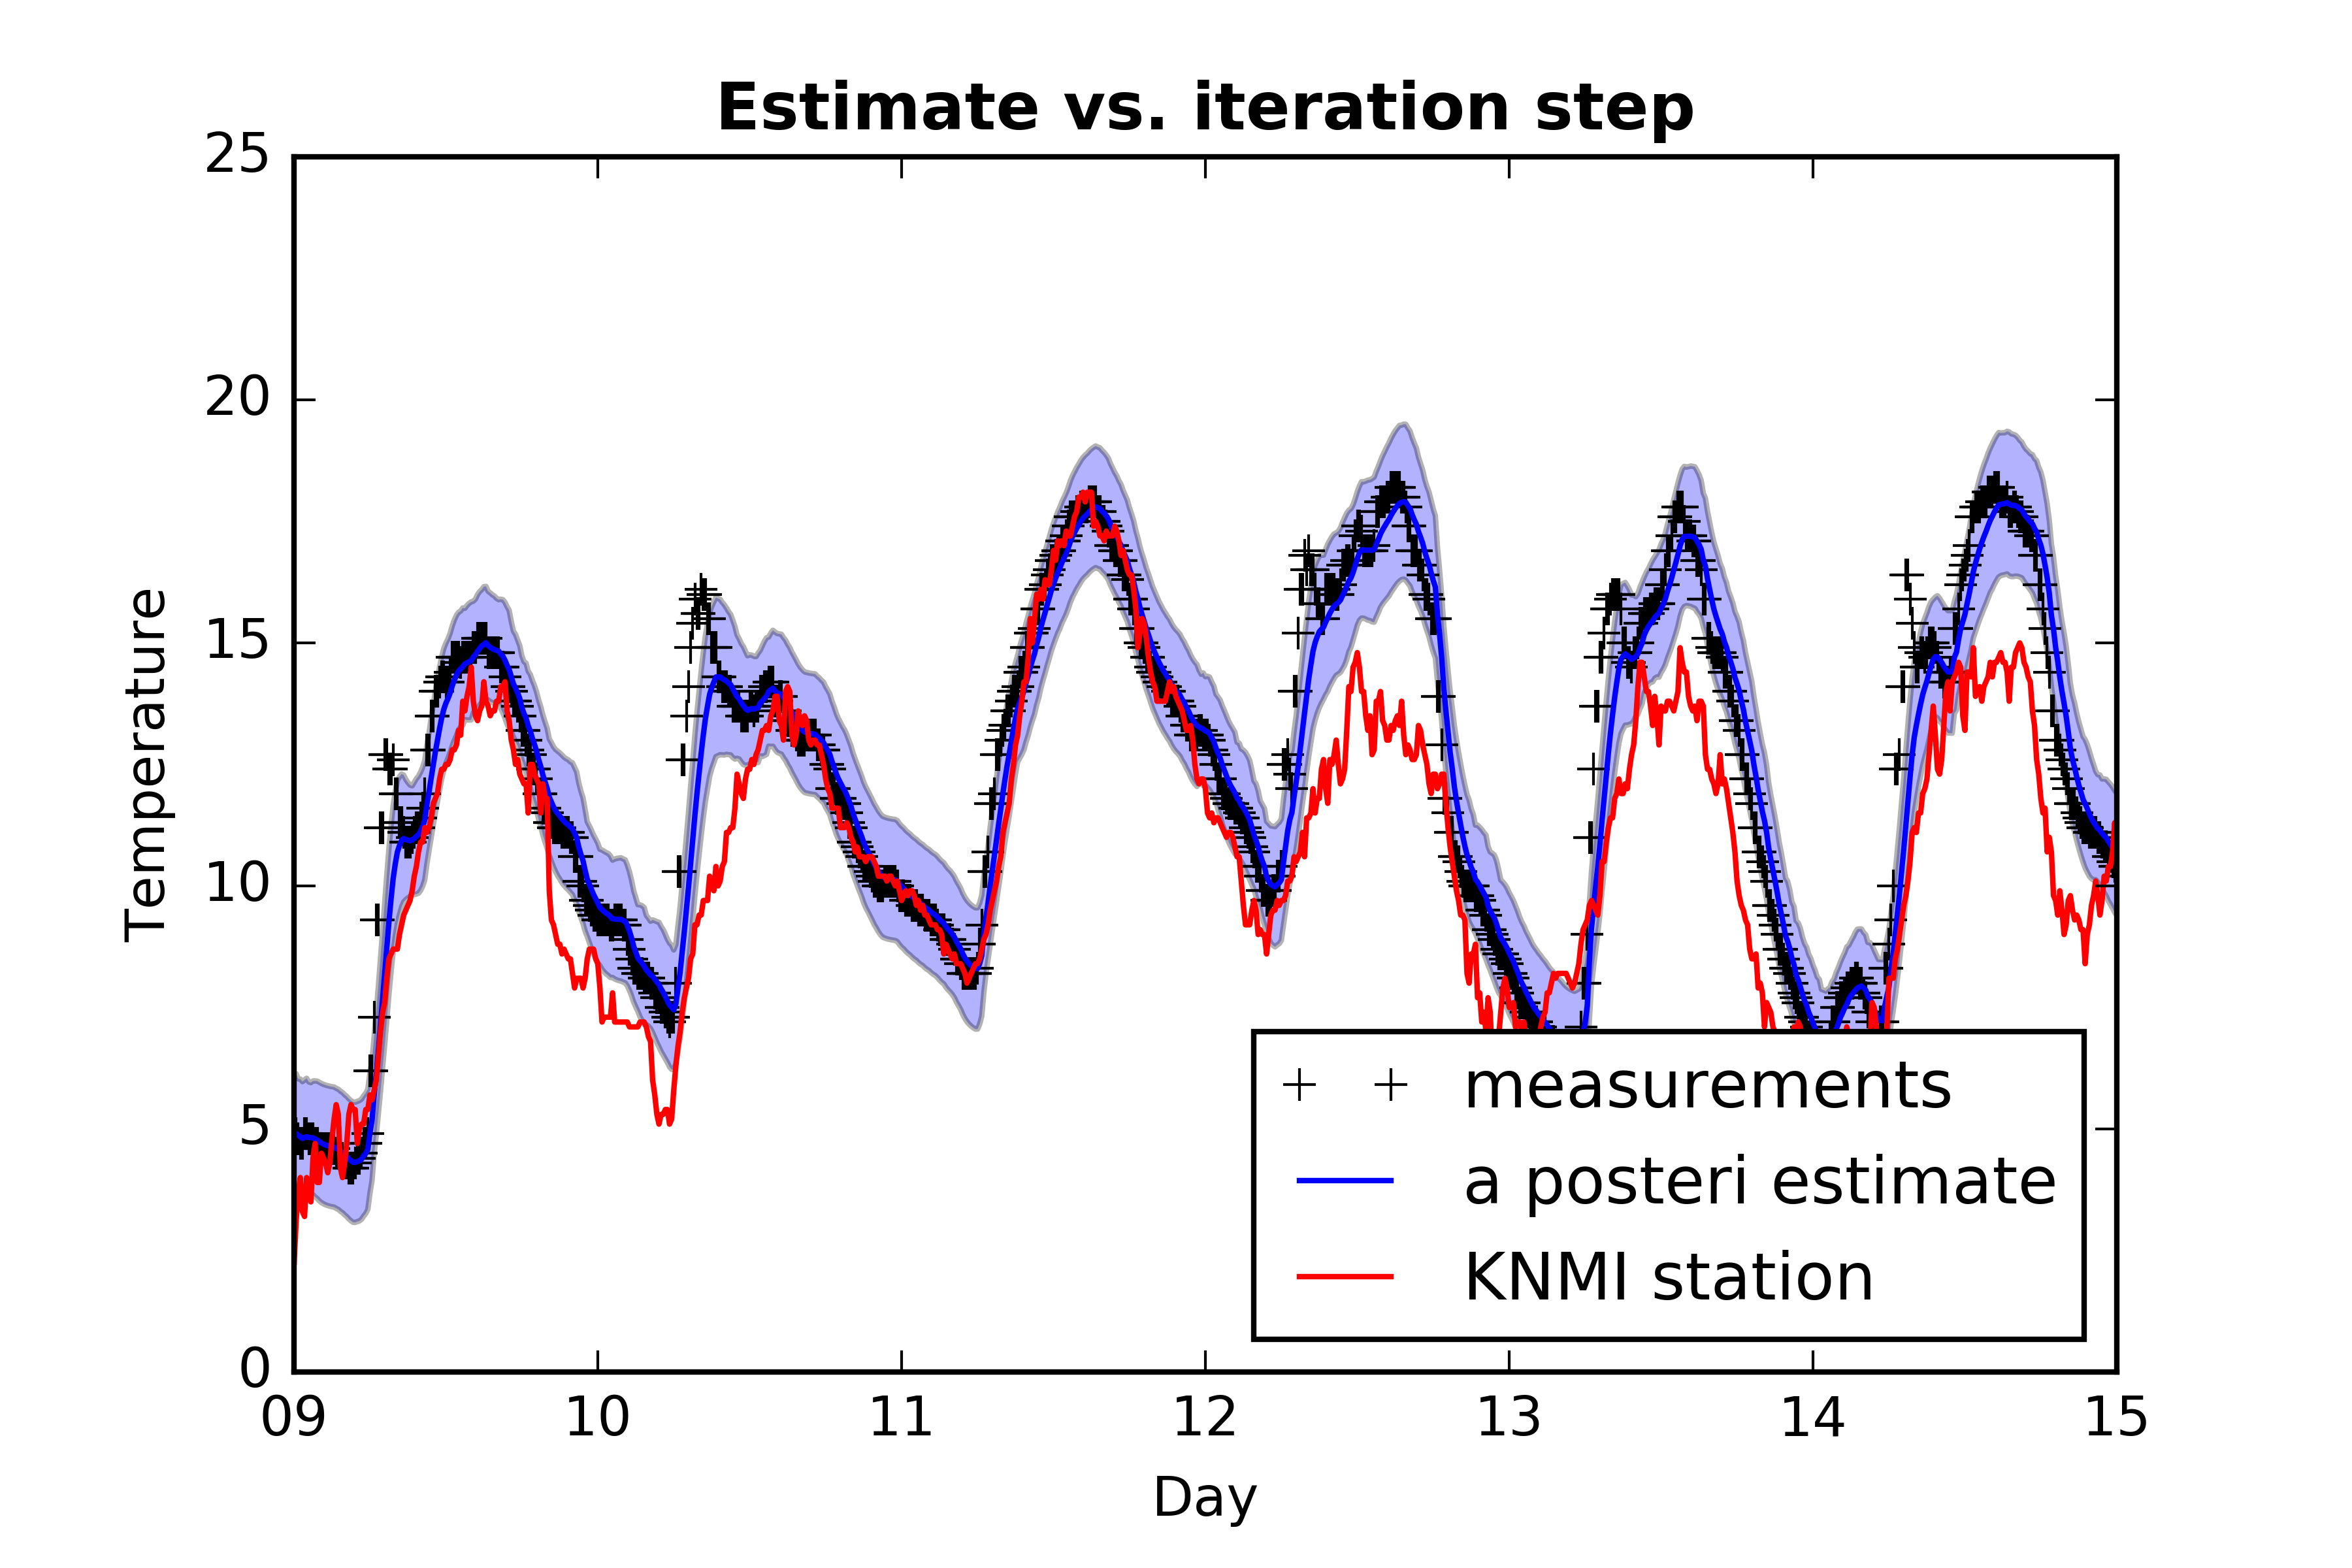 Estimate vs. iteration step
25
20
15
10
5
0
Temperature
09 10 11 12 13 14 15
Day
measurements
a posteri estimate
KNMI station